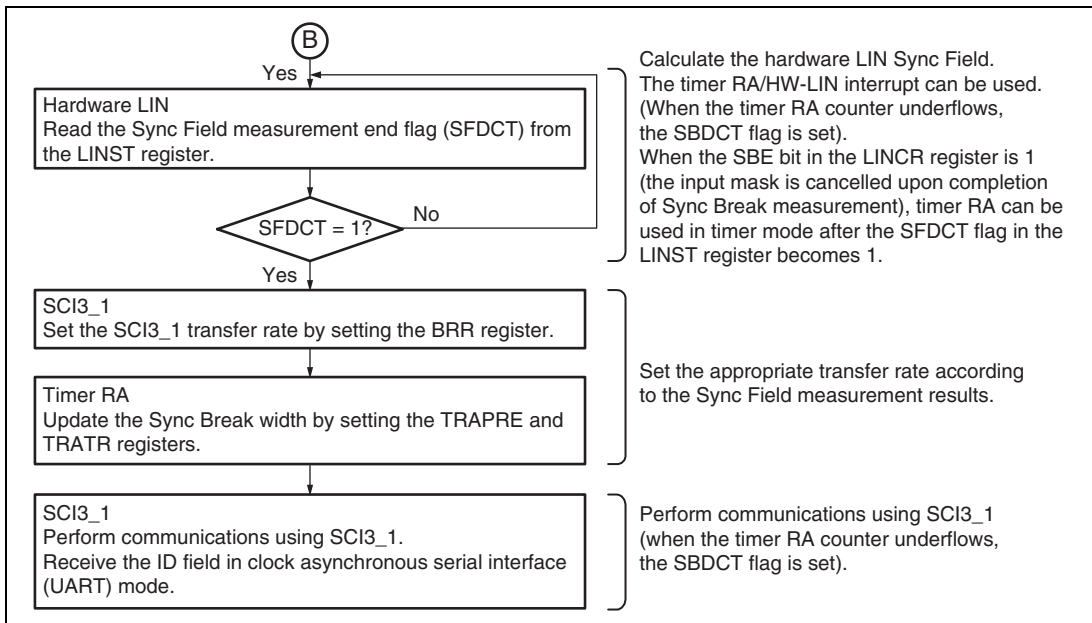 B
Yes
Hardware LIN
Read the Sync Field measurement end flag (SFDCT) from
the LINST register.
Calculate the hardware LIN Sync Field.
The timer RA/HW-LIN interrupt can be used.
(When the timer RA counter underflows,
the SBDCT flag is set).
When the SBE bit in the LINCR register is 1
(the input mask is cancelled upon completion
of Sync Break measurement), timer RA can be
used in timer mode after the SFDCT flag in the
LINST register becomes 1.
SFDCT = 1?
No
Yes
SCI3_1
Set the SCI3_1 transfer rate by setting the BRR register.
Timer RA
Update the Sync Break width by setting the TRAPRE and
TRATR registers.
Set the appropriate transfer rate according
to the Sync Field measurement results.
SCI3_1
Perform communications using SCI3_1.
Receive the ID field in clock asynchronous serial interface
(UART) mode.
Perform communications using SCI3_1
(when the timer RA counter underflows,
the SBDCT flag is set).